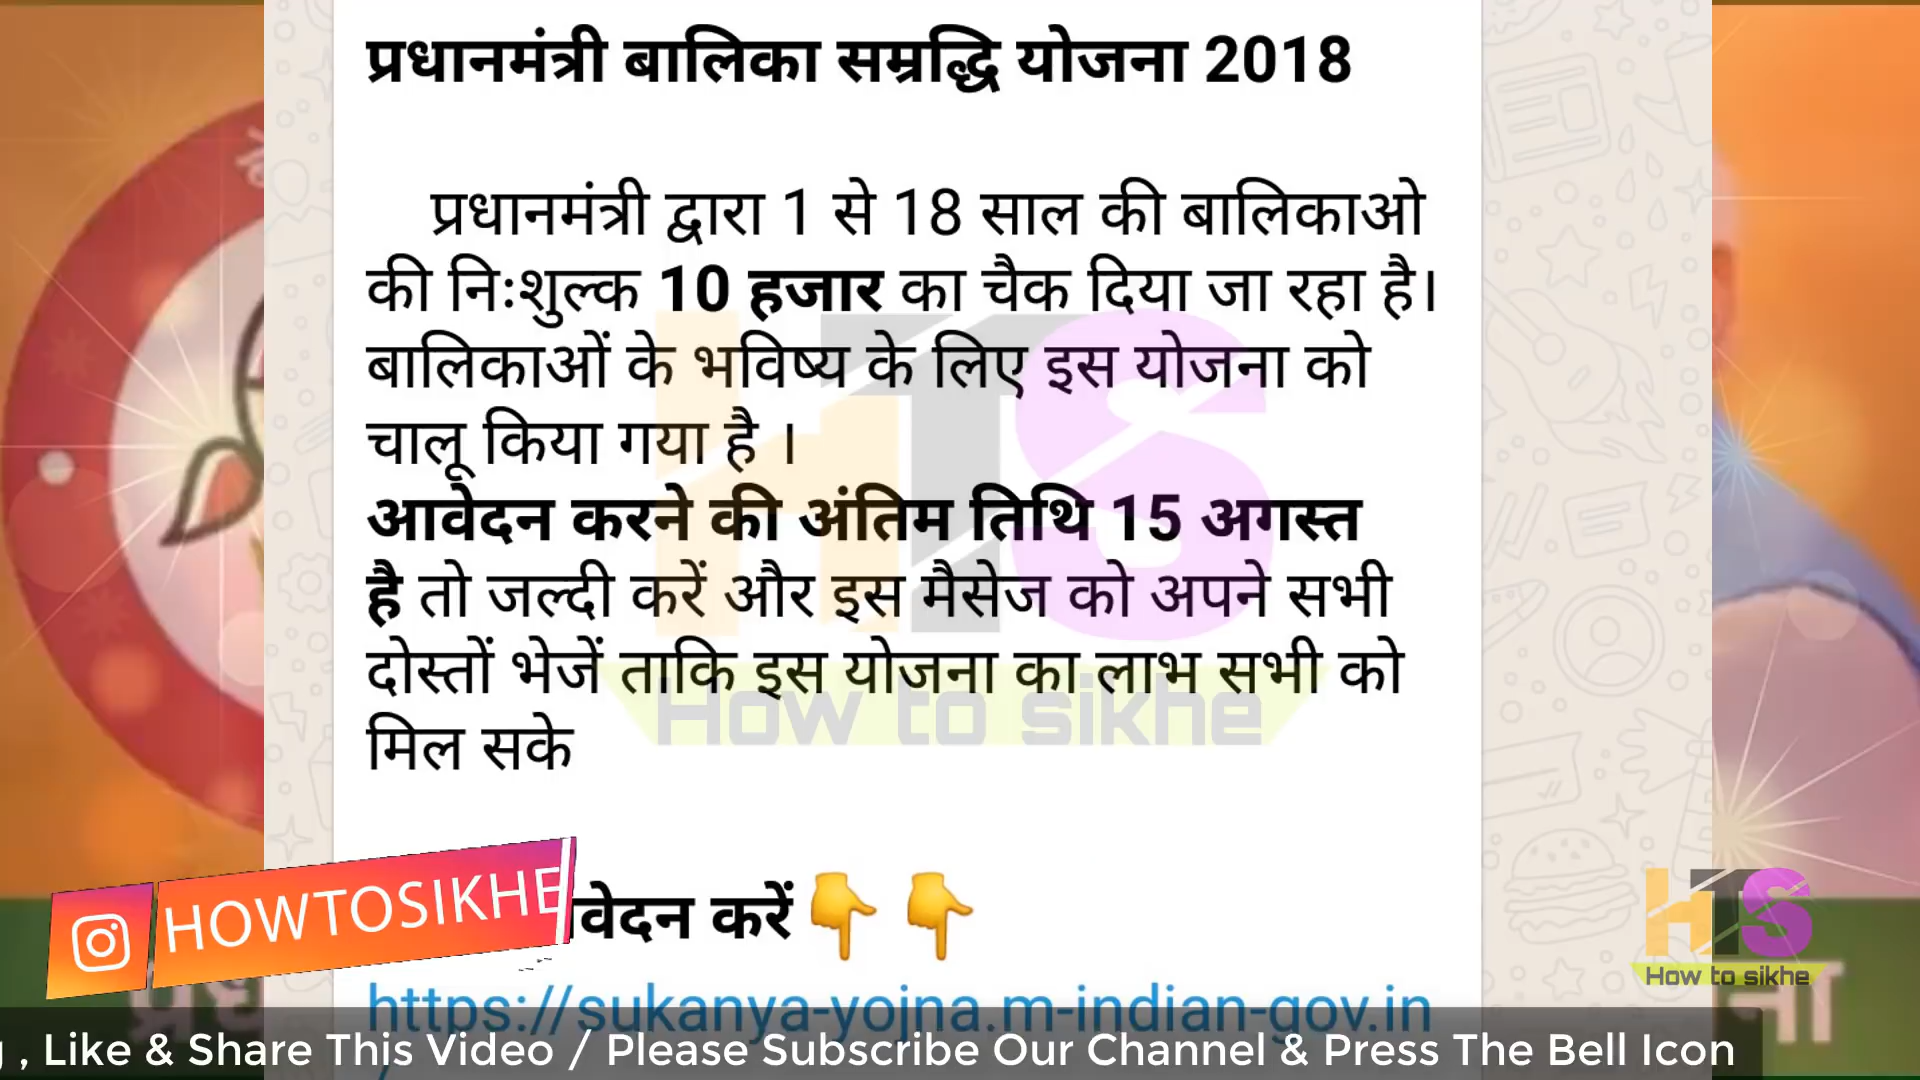 प्रधानमंत्री बालिका सम्रद्धि योजना 2018
प्रधानमंत्री द्वारा 1 से 18 साल की बालिकाओ
की निःशुल्क 10 हजार का चैक दिया जा रहा है।
बालिकाओं के भविष्य के लिए इस योजना को
चालू किया गया है ।
आवेदन करने की अंतिम तिथि 15 अगस्त
है तो जल्दी करें और इस मैसेज को अपने सभी
दोस्तों भेजें ताकि इस योजना का लाभ सभी को
मिल सके
HTS
How to sikhe
HOWTOSIKHE
वेदन करें👇 👇
https://sukanya-yojna.m-indian-gov.in
HTS
How to sikhe
, Like & Share This Video / Please Subscribe Our Channel & Press The Bell Icon